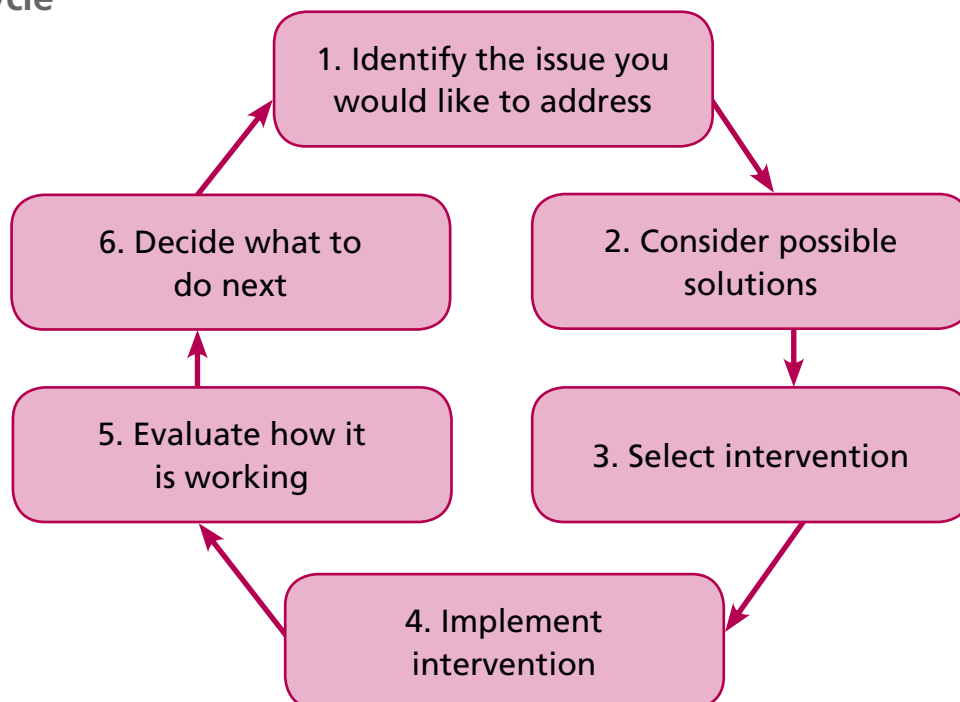 1. Identify the issue you
would like to address
2. Consider possible
solutions
3. Select intervention
4. Implement
intervention
5. Evaluate how it
is working
6. Decide what to
do next